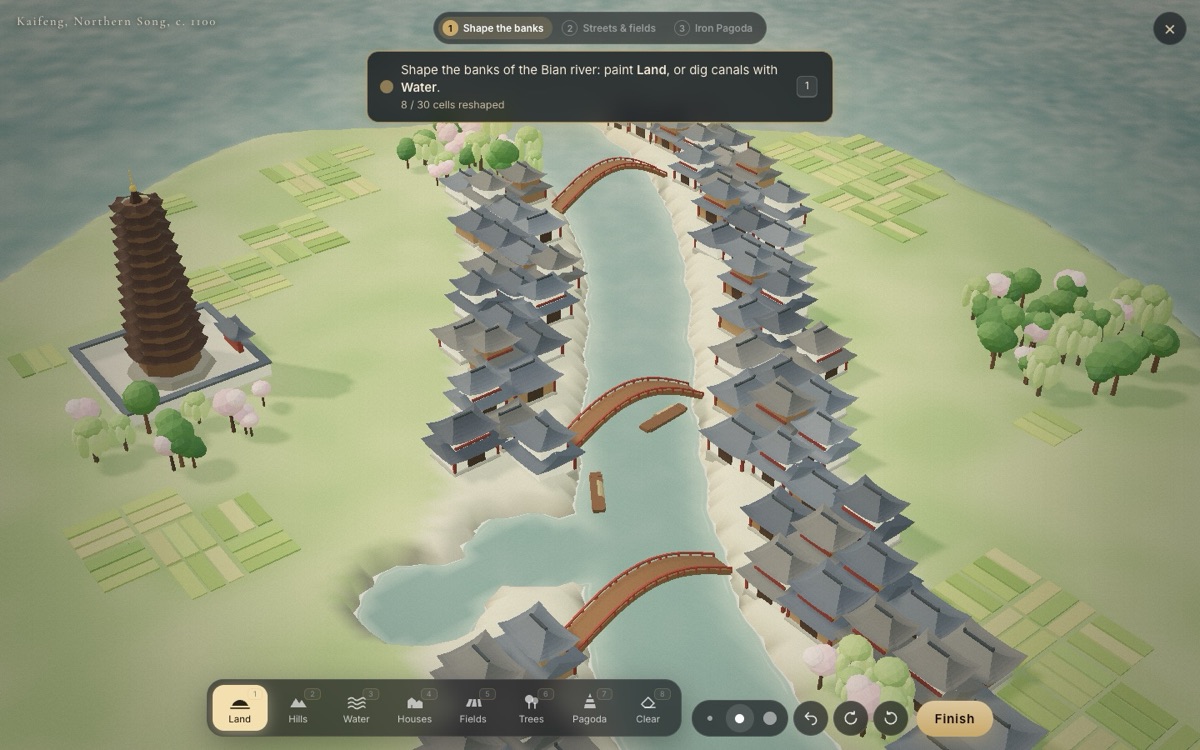 Kaifeng, Northern Song, c. 1100
1 Shape the banks 2 Streets & fields 3 Iron Pagoda
Shape the banks of the Bian river: paint Land, or dig canals with
Water.
8 / 30 cells reshaped
1
1 2 3 4 5 6 7 8
Land Hills Water Houses Fields Trees Pagoda Clear
Finish